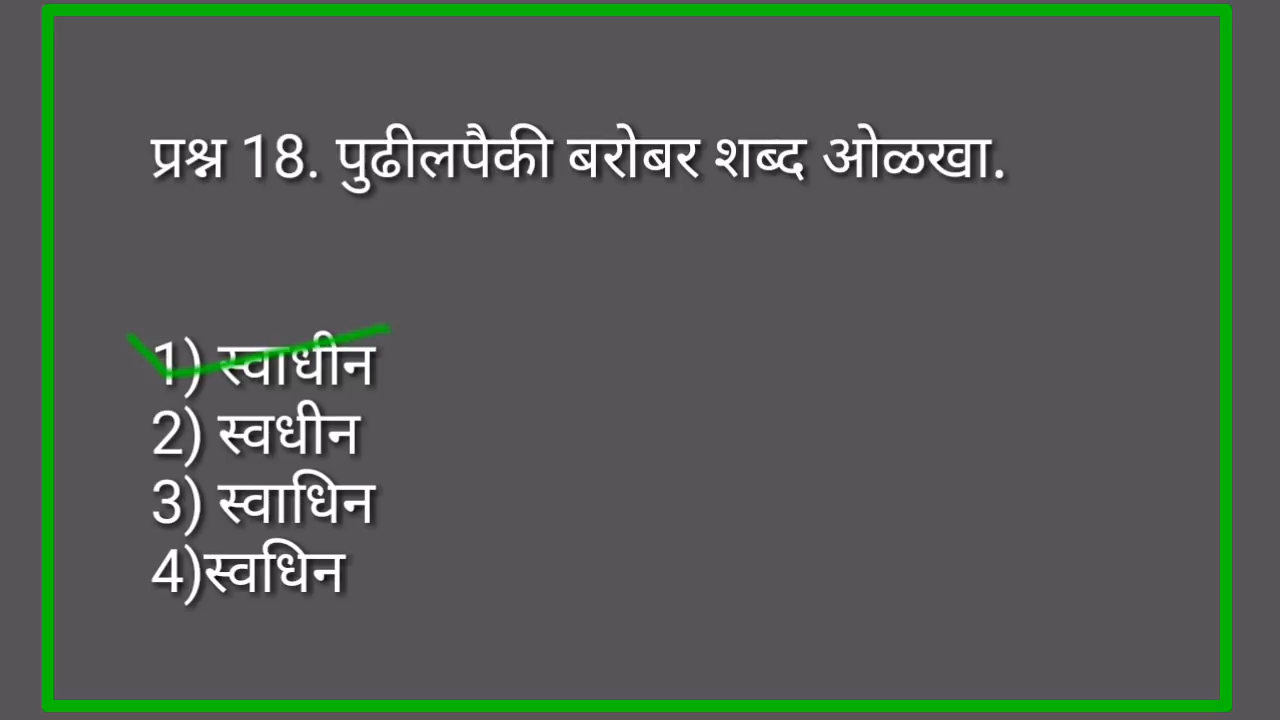 प्रश्न 18. पुढीलपैकी बरोबर शब्द ओळखा.
1) स्वाधीन
2) स्वधीन
3) स्वाधिन
4)स्वधिन